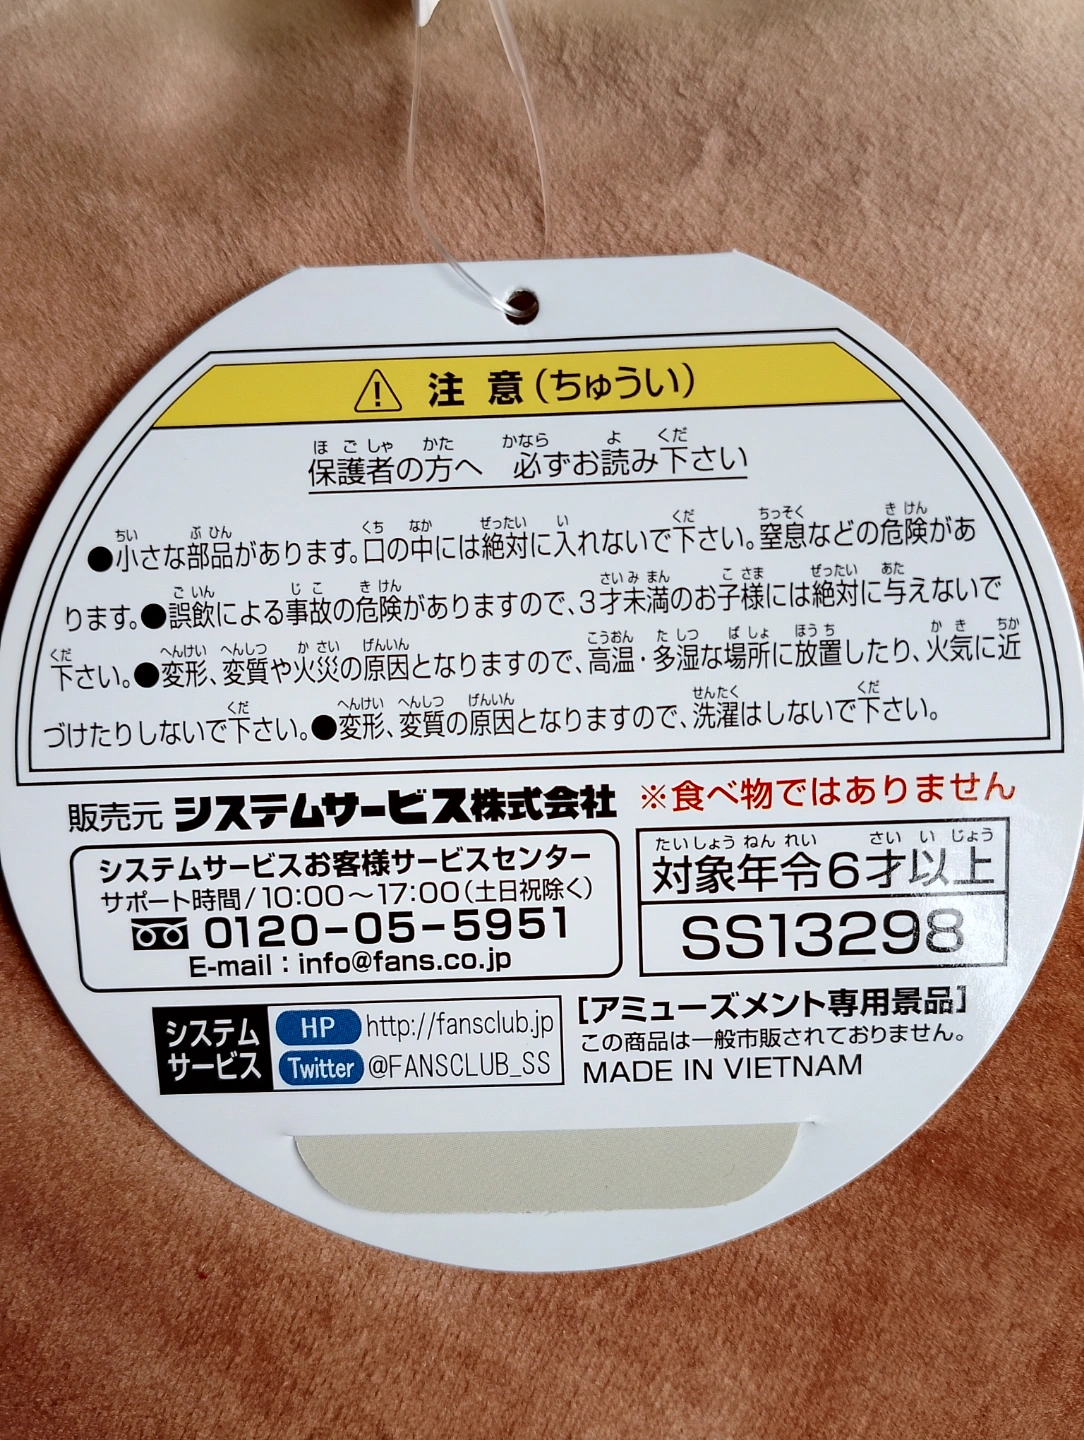 注意(ちゅうい)
保護者の方へ 必ずお読み下さい
●小さな部品があります。口の中には絶対に入れないで下さい。窒息などの危険があ
ります。●誤飲による事故の危険がありますので、3才未満のお子様には絶対に与えないで
下さい。●変形、変質や火災の原因となりますので、高温・多湿な場所に放置したり、火気に近
づけたりしないで下さい。●変形、変質の原因となりますので、洗濯はしないで下さい。
販売元 システムサービス株式会社
※食べ物ではありません
システムサービスお客様サービスセンター
サポート時間/10:00~17:00(土日祝除く)
0120-05-5951
E-mail:info@fans.co.jp
対象年令6才以上
SS13298
システム
サービス
HP http://fansclub.jp
Twitter @FANSCLUB_SS
[アミューズメント専用景品]
この商品は一般市販されておりません。
MADE IN VIETNAM